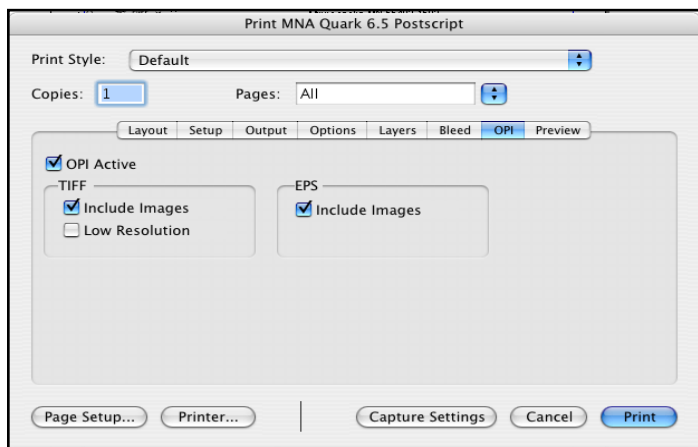 Print MNA Quark 6.5 Postscript
Print Style: Default
Copies: 1 Pages: All
Layout Setup Output Options Layers Bleed OPI Preview
OPI Active
TIFF EPS
Include Images Include Images
Low Resolution
Page Setup... Printer... Capture Settings Cancel Print